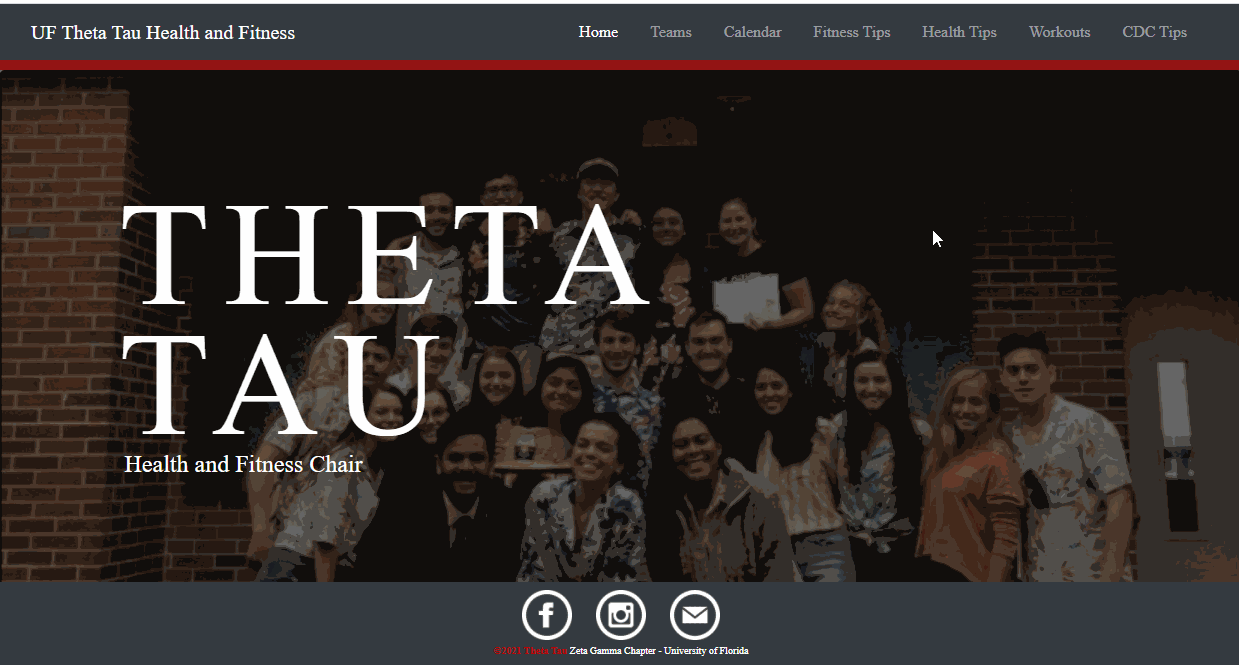 UF Theta Tau Health and Fitness
Home Teams Calendar Fitness Tips Health Tips Workouts CDC Tips
THETA
TAU
Health and Fitness Chair
©2021 Theta Tau Zeta Gamma Chapter - University of Florida